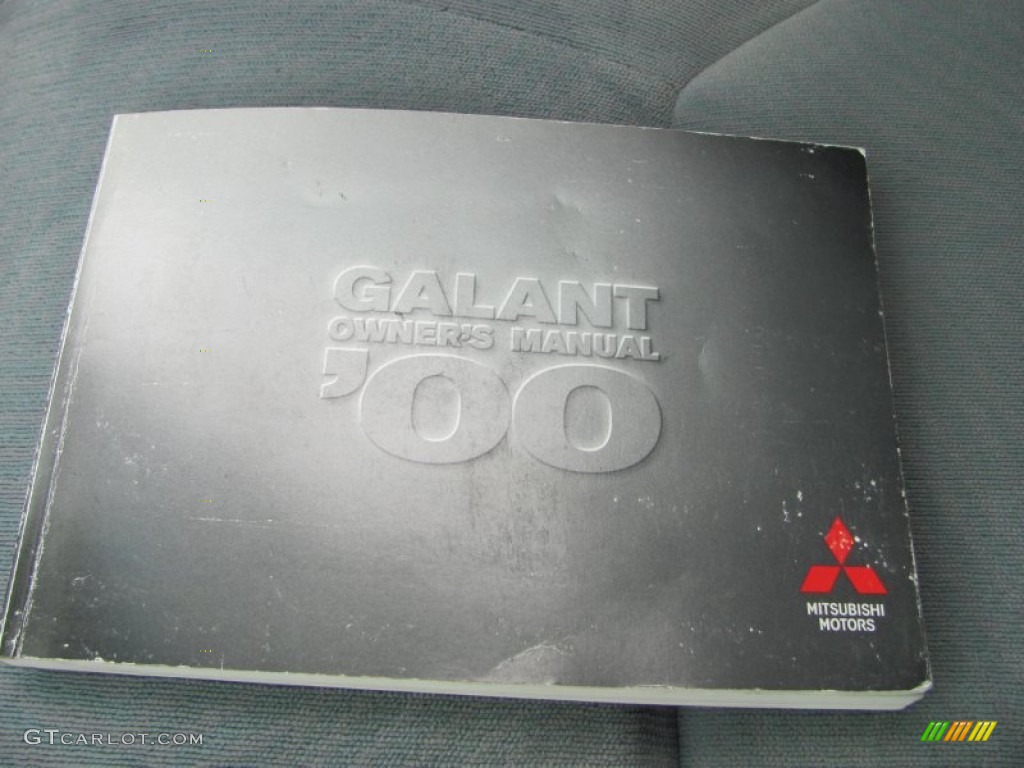 GALANT
OWNER'S MANUAL
'00
MITSUBISHI
MOTORS
GTCARLOT.COM